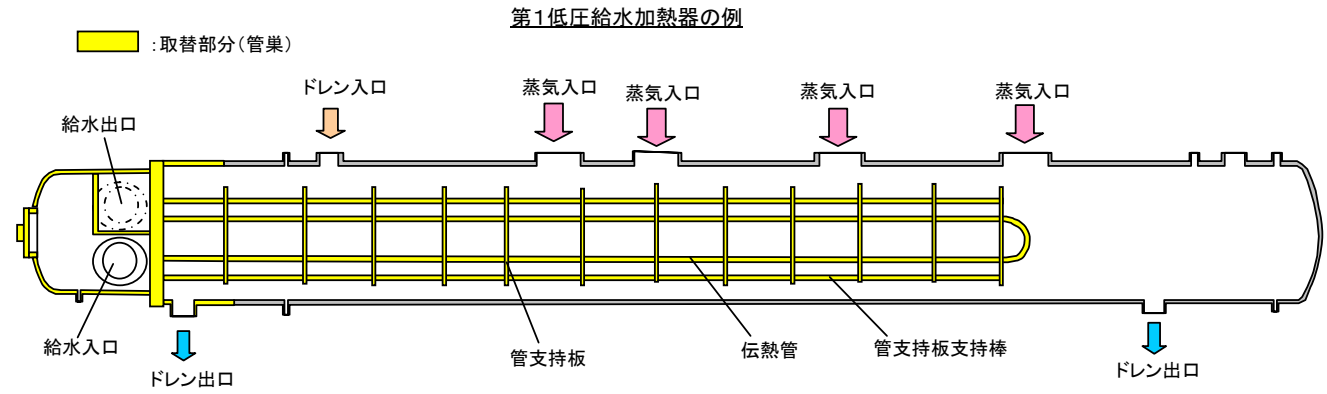 第1低圧給水加熱器の例
:取替部分(管巣)
ドレン入口
蒸気入口
蒸気入口
蒸気入口
蒸気入口
給水出口
給水入口
管支持板
伝熱管
管支持板支持棒
ドレン出口
ドレン出口